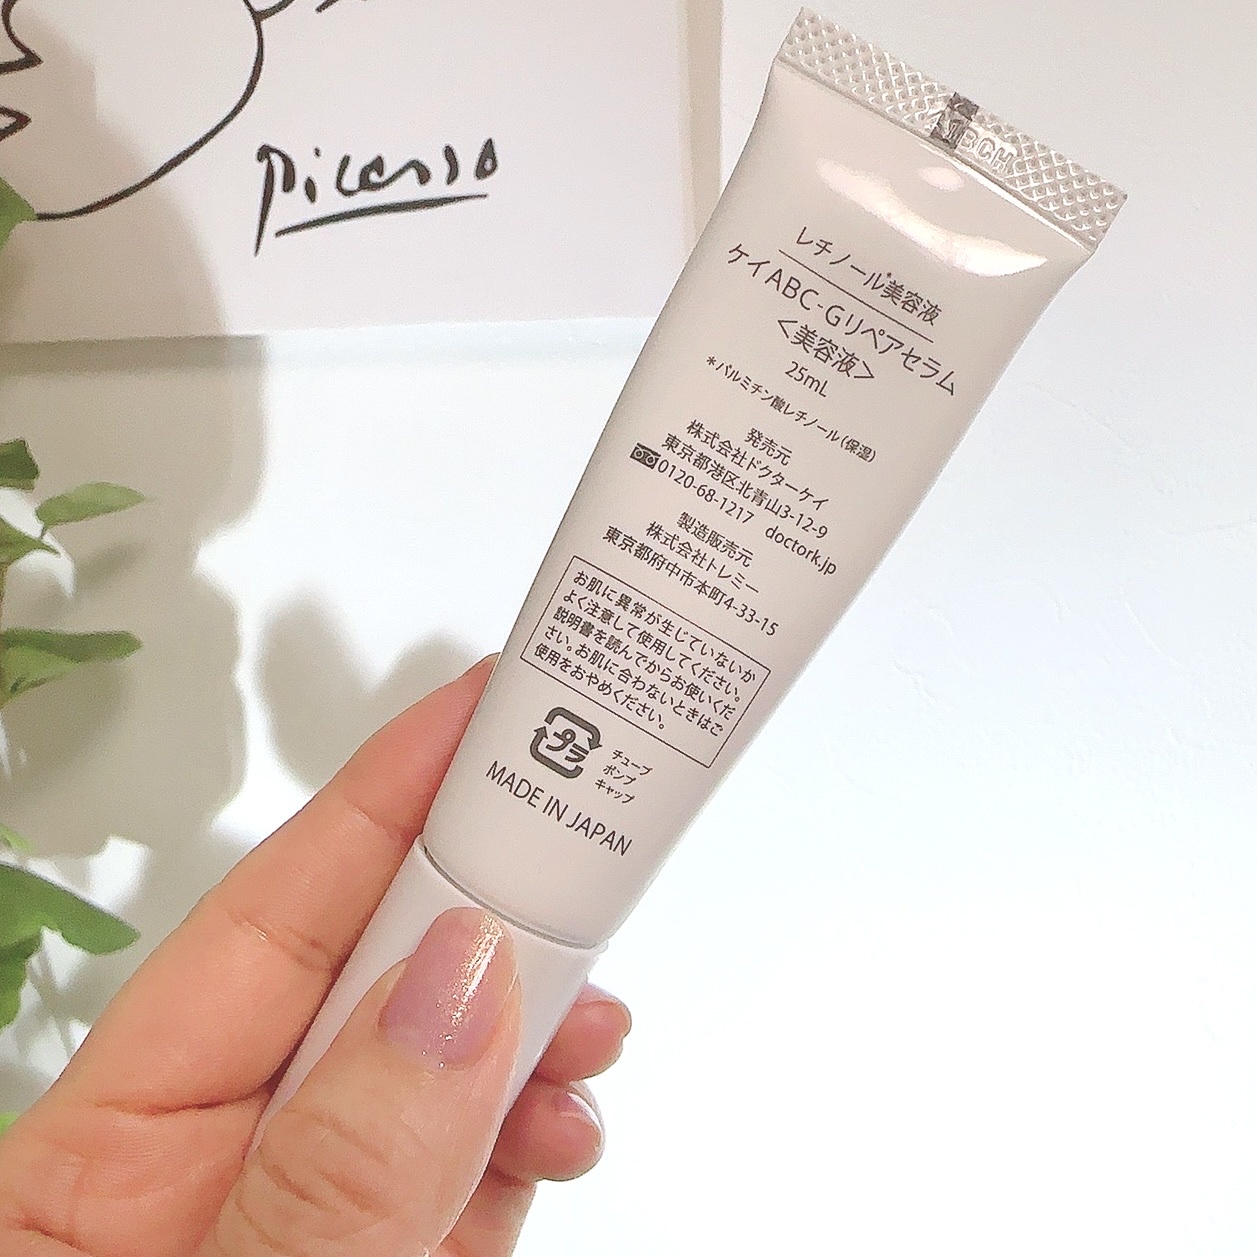 Picasso
レチノール*美容液
ケイABC-Gリペアセラム
＜美容液＞
25mL
*パルミチン酸レチノール(保湿)
発売元
株式会社ドクターケイ
東京都港区北青山3-12-9
0120-68-1217 doctork.jp
製造販売元
株式会社トレミー
東京都府中市本町4-33-15
お肌に異常が生じていないか
よく注意して使用してください。
説明書を読んでからお使いくだ
さい。お肌に合わないときはご
使用をおやめください。
プラ
チューブ
ポンプ
キャップ
MADE IN JAPAN